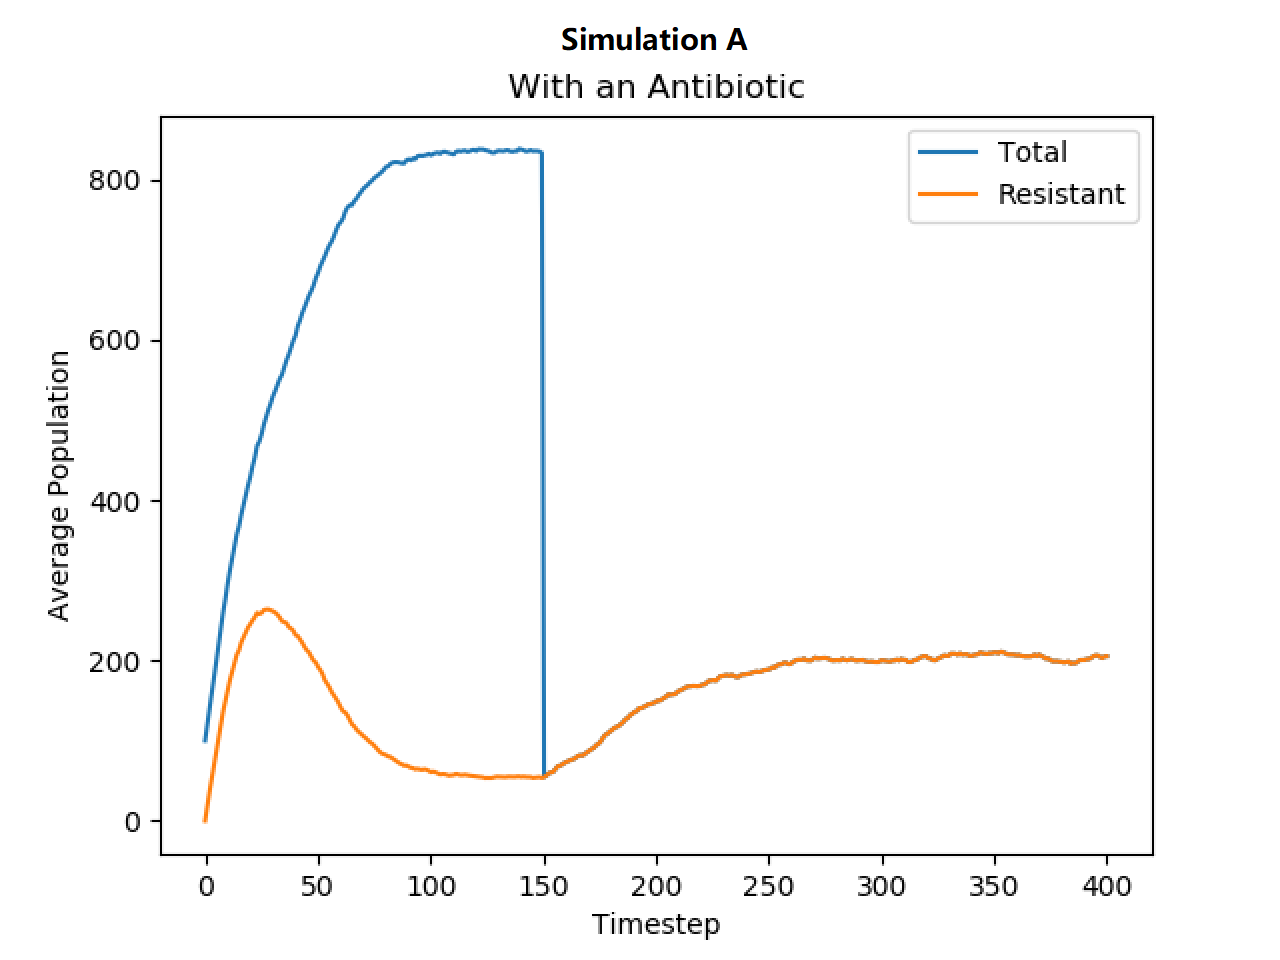 Simulation A
With an Antibiotic
Total
Resistant
Average Population
800
600
400
200
0
0 50 100 150 200 250 300 350 400
Timestep